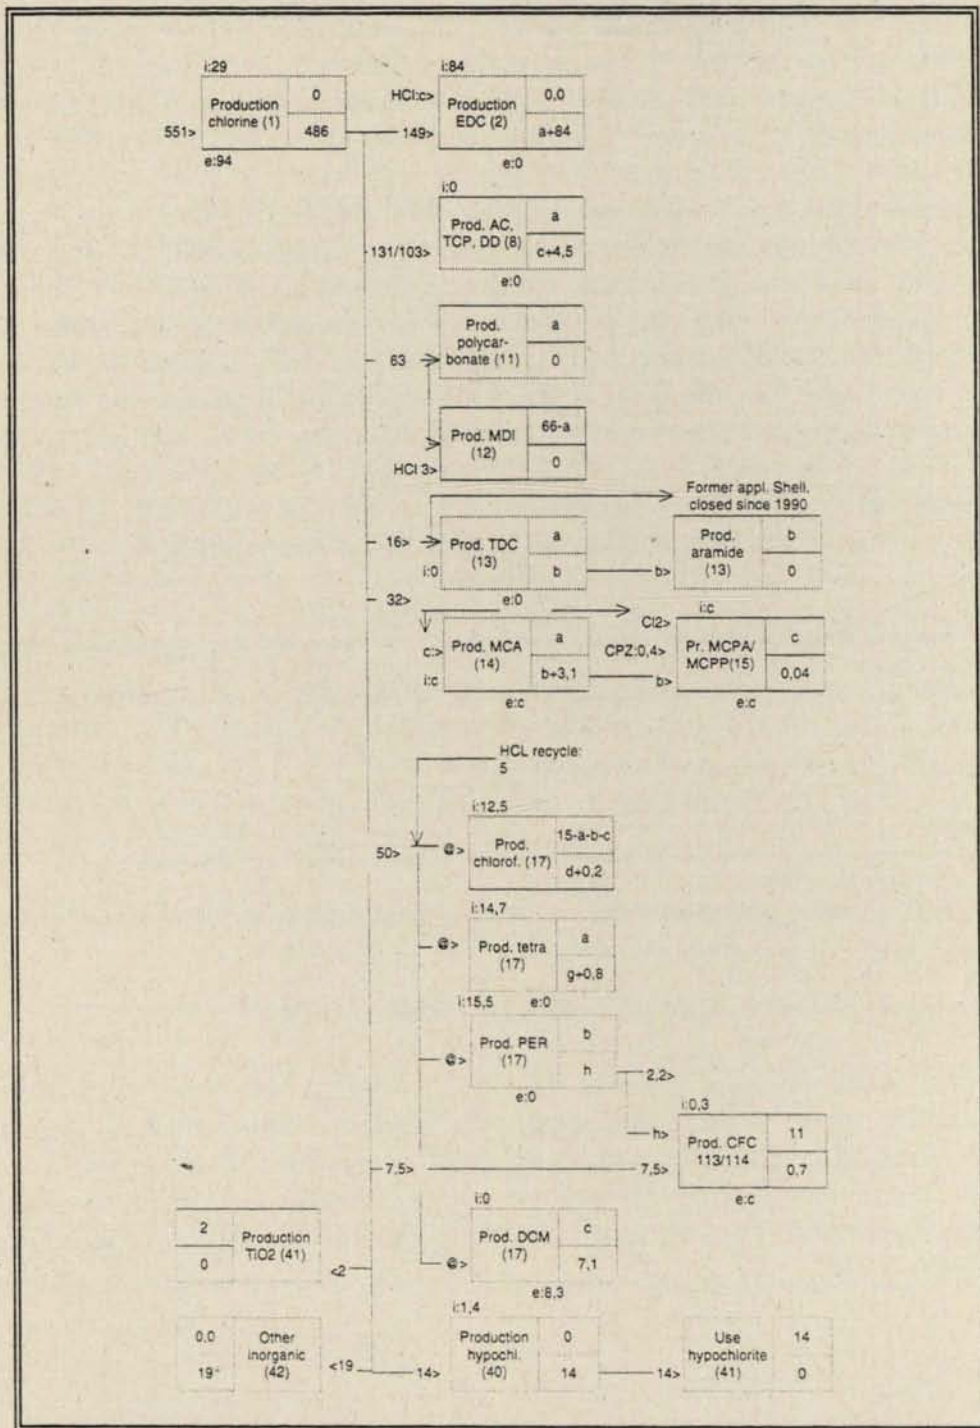 i:29
Production
chlorine (1)
0
486
551>
e:94
i:84
HCl:c>
Production
EDC (2)
0,0
a+84
149>
e:0
i:0
Prod. AC,
TCP, DD (8)
a
c+4,5
131/103>
e:0
Prod.
polycar-
bonate (11)
a
0
63
Prod. MDI
(12)
66-a
0
HCl 3>
Former appl. Shell,
closed since 1990
16>
Prod. TDC
(13)
a
b
i:0
e:0
b>
Prod.
aramide
(13)
b
0
32>
c:>
Prod. MCA
(14)
a
b+3,1
i:c
e:c
i:c
Cl2>
CPZ:0,4>
b>
Pr. MCPA/
MCPP(15)
c
0,04
e:c
HCL recycle:
5
i:12,5
50>
@>
Prod.
chlorof. (17)
15-a-b-c
d+0,2
i:14,7
@>
Prod. tetra
(17)
a
g+0,8
i:15,5
e:0
@>
Prod. PER
(17)
b
h
2,2>
e:0
i:0,3
h>
7,5>
7,5>
Prod. CFC
113/114
11
0,7
e:c
i:0
@>
Prod. DCM
(17)
c
7,1
e:8,3
2
0
Production
TiO2 (41)
<2
i:1,4
0,0
19
Other
inorganic
(42)
<19
14>
Production
hypochl.
(40)
0
14
14>
Use
hypochlorite
(41)
14
0